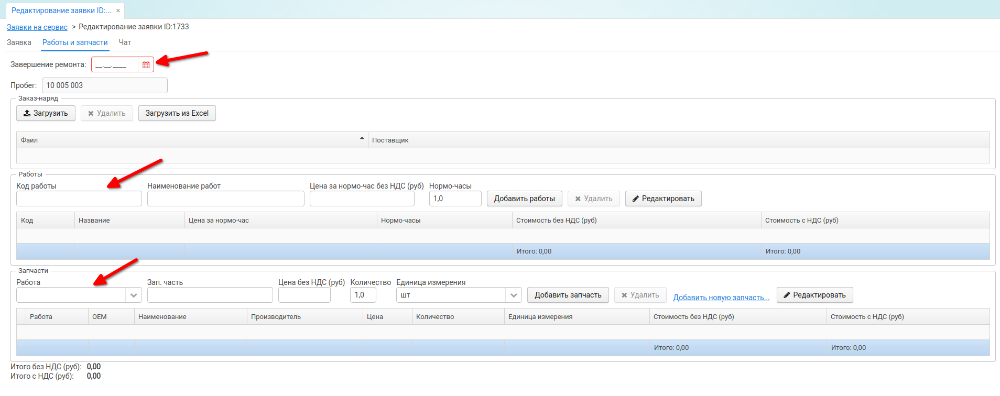 Редактирование заявки ID:... ×
Заявки на сервис > Редактирование заявки ID:1733
Заявка Работы и запчасти Чат
Завершение ремонта: __.__.____
Пробег: 10 005 003
Заказ-наряд
Загрузить Удалить Загрузить из Excel
Файл Поставщик
Работы
Код работы Наименование работ Цена за нормо-час без НДС (руб) Нормо-часы
1,0 Добавить работы Удалить Редактировать
Код Название Цена за нормо-час Нормо-часы Стоимость без НДС (руб) Стоимость с НДС (руб)
Итого: 0,00 Итого: 0,00
Запчасти
Работа Зап. часть Цена без НДС (руб) Количество Единица измерения
1,0 шт Добавить запчасть Удалить Добавить новую запчасть... Редактировать
Работа OEM Наименование Производитель Цена Количество Единица измерения Стоимость без НДС (руб) Стоимость с НДС (руб)
Итого: 0,00 Итого: 0,00
Итого без НДС (руб): 0,00
Итого с НДС (руб): 0,00